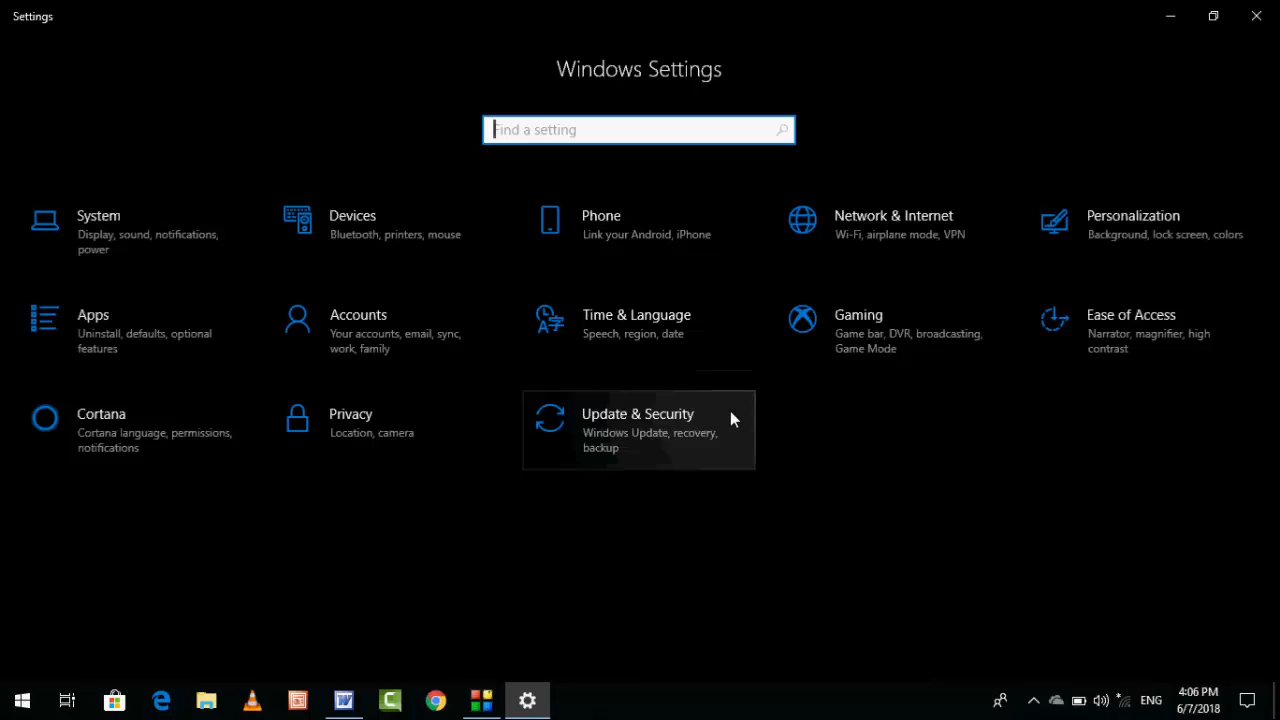 Settings
Windows Settings
Find a setting
System
Display, sound, notifications,
power
Devices
Bluetooth, printers, mouse
Phone
Link your Android, iPhone
Network & Internet
Wi-Fi, airplane mode, VPN
Personalization
Background, lock screen, colors
Apps
Uninstall, defaults, optional
features
Accounts
Your accounts, email, sync,
work, family
Time & Language
Speech, region, date
Gaming
Game bar, DVR, broadcasting,
Game Mode
Ease of Access
Narrator, magnifier, high
contrast
Cortana
Cortana language, permissions,
notifications
Privacy
Location, camera
Update & Security
Windows Update, recovery,
backup
ENG
4:06 PM
6/7/2018